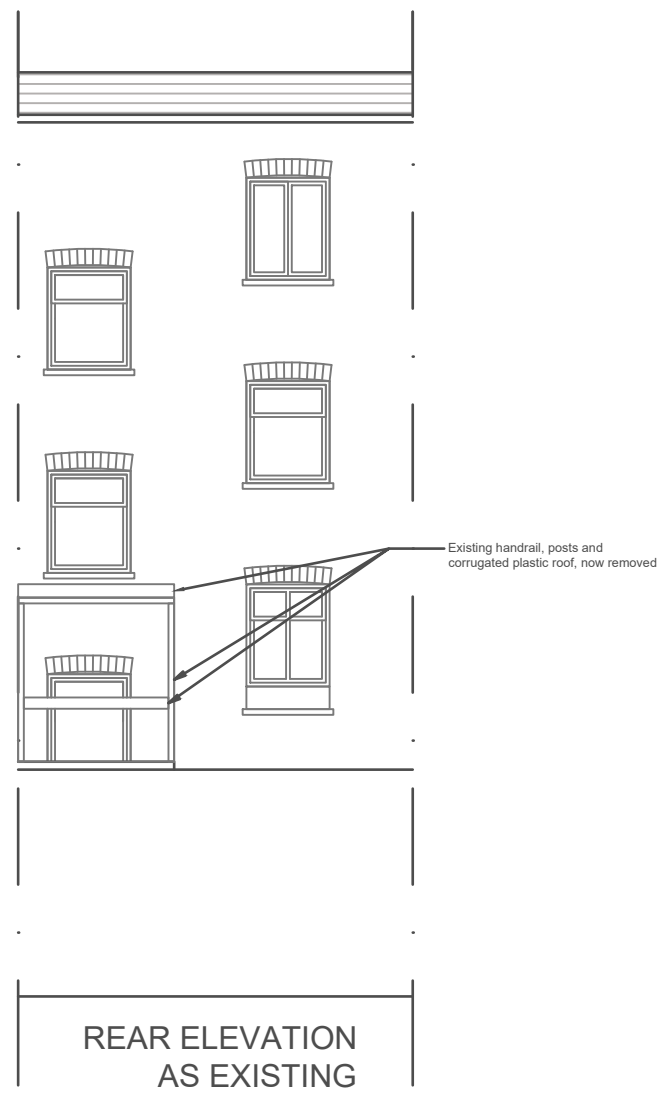 Existing handrail, posts and
corrugated plastic roof, now removed
REAR ELEVATION
AS EXISTING